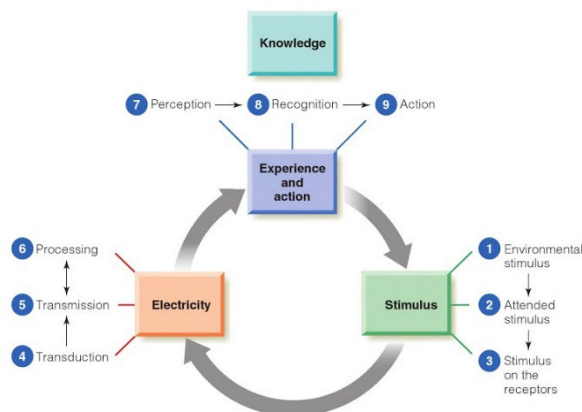 Knowledge
7 Perception 8 Recognition 9 Action
Experience
and
action
6 Processing
5 Transmission
4 Transduction
Electricity
Stimulus
1 Environmental
stimulus
2 Attended
stimulus
3 Stimulus
on the
receptors